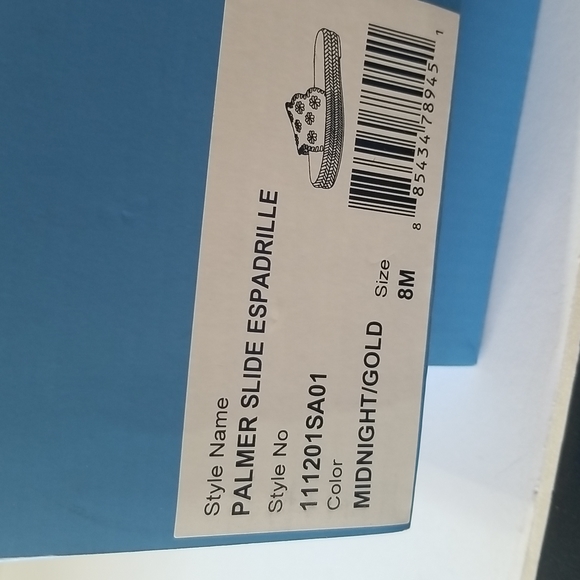 Style Name
PALMER SLIDE ESPADRILLE
Style No
111201SA01
Color
MIDNIGHT/GOLD
Size
8M
8 85434 78945 1